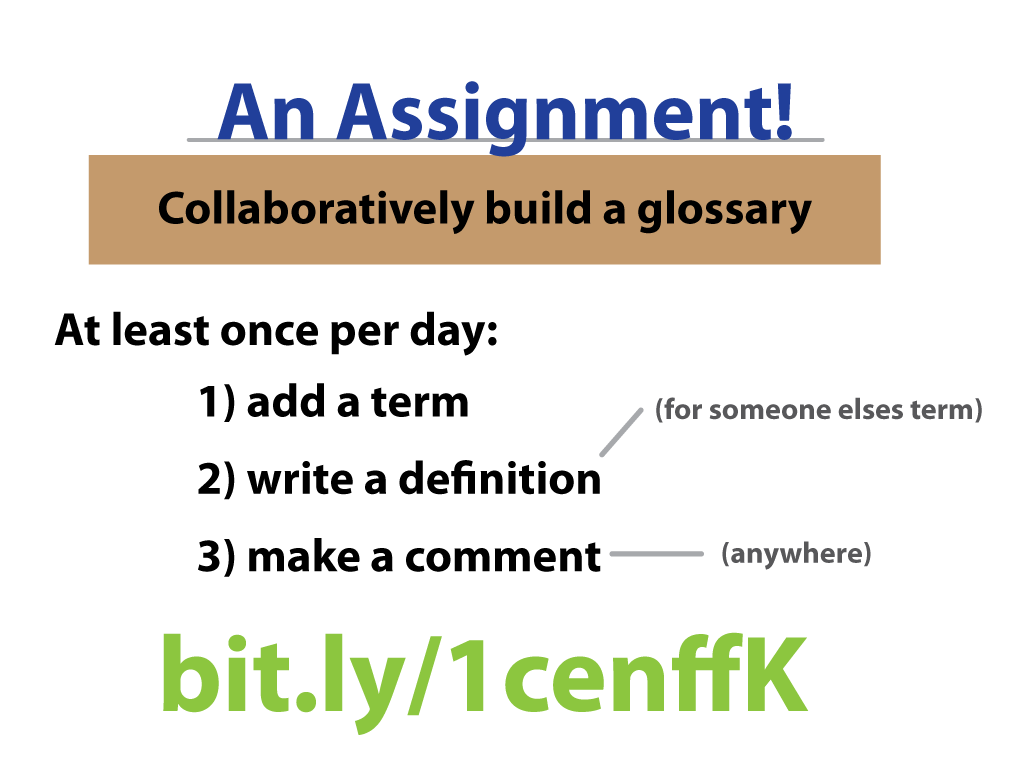 An Assignment!
Collaboratively build a glossary
At least once per day:
1) add a term
(for someone elses term)
2) write a definition
3) make a comment
(anywhere)
bit.ly/1cenffK